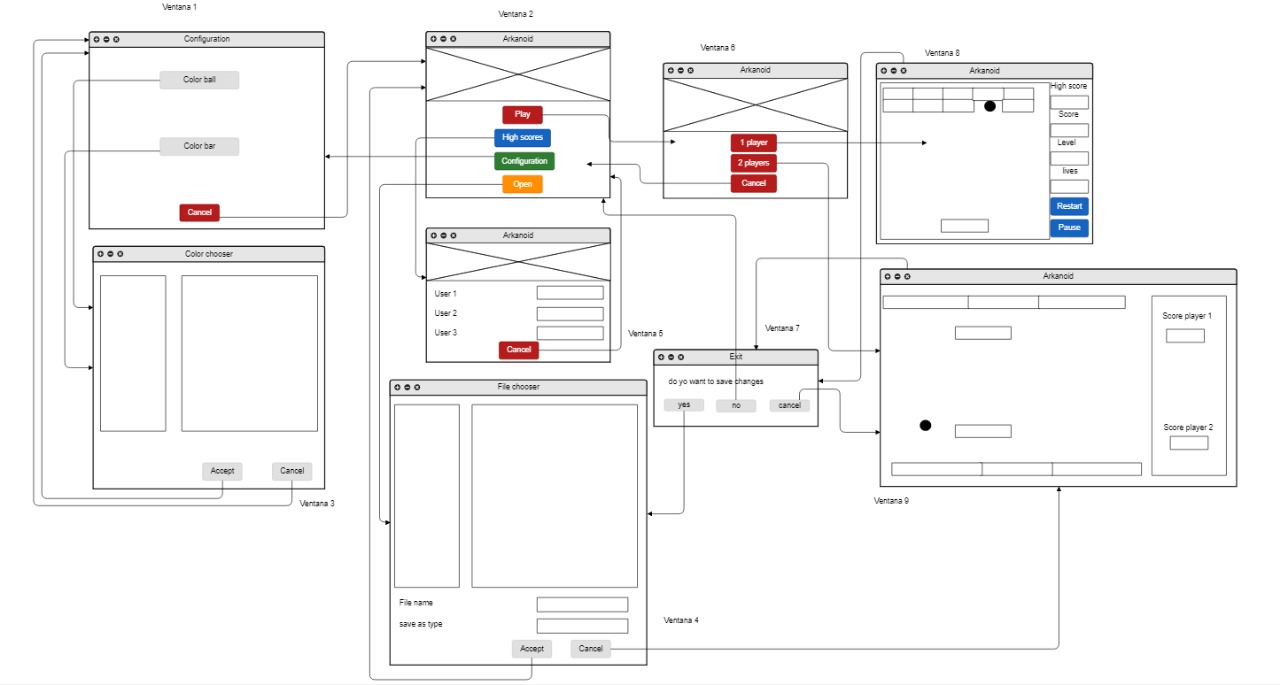 Ventana 1
Configuration
Color ball
Color bar
Cancel
Color chooser
Accept
Cancel
Ventana 3
Ventana 2
Arkanoid
Play
High scores
Configuration
Open
Arkanoid
User 1
User 2
User 3
Cancel
Ventana 5
File chooser
File name
save as type
Accept
Cancel
Ventana 4
Ventana 6
Arkanoid
1 player
2 players
Cancel
Ventana 7
Exit
do yo want to save changes
yes
no
cancel
Ventana 8
Arkanoid
High score
Score
Level
lives
Restart
Pause
Arkanoid
Score player 1
Score player 2
Ventana 9